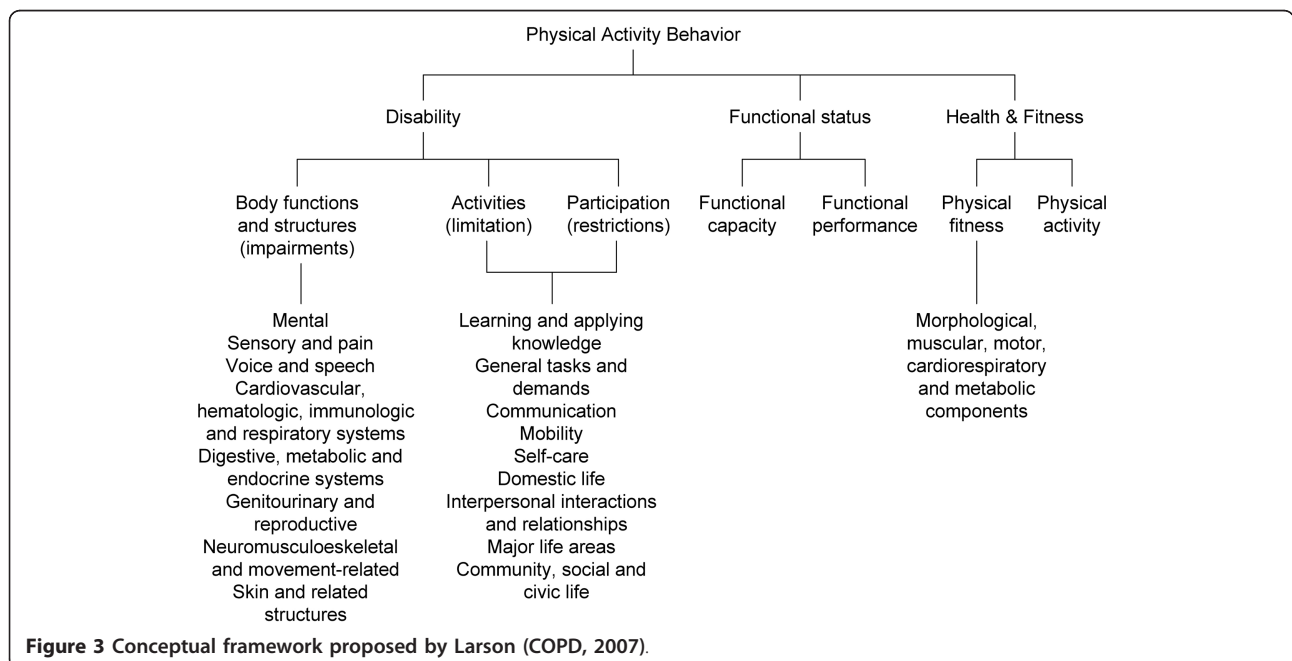 Physical Activity Behavior
Disability
Functional status
Health & Fitness
Body functions
and structures
(impairments)
Activities
(limitation)
Participation
(restrictions)
Functional
capacity
Functional
performance
Physical
fitness
Physical
activity
Mental
Sensory and pain
Voice and speech
Cardiovascular,
hematologic, immunologic
and respiratory systems
Digestive, metabolic and
endocrine systems
Genitourinary and
reproductive
Neuromusculoeskeletal
and movement-related
Skin and related
structures
Learning and applying
knowledge
General tasks and
demands
Communication
Mobility
Self-care
Domestic life
Interpersonal interactions
and relationships
Major life areas
Community, social and
civic life
Morphological,
muscular, motor,
cardiorespiratory
and metabolic
components
Figure 3 Conceptual framework proposed by Larson (COPD, 2007).